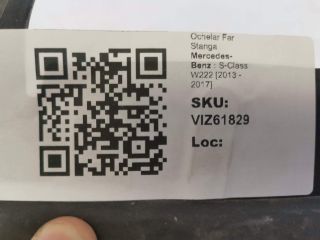 Ochelar Far
Stanga
Mercedes-
Benz : S-Class
W222 [2013 -
2017]
SKU:
VIZ61829
Loc: